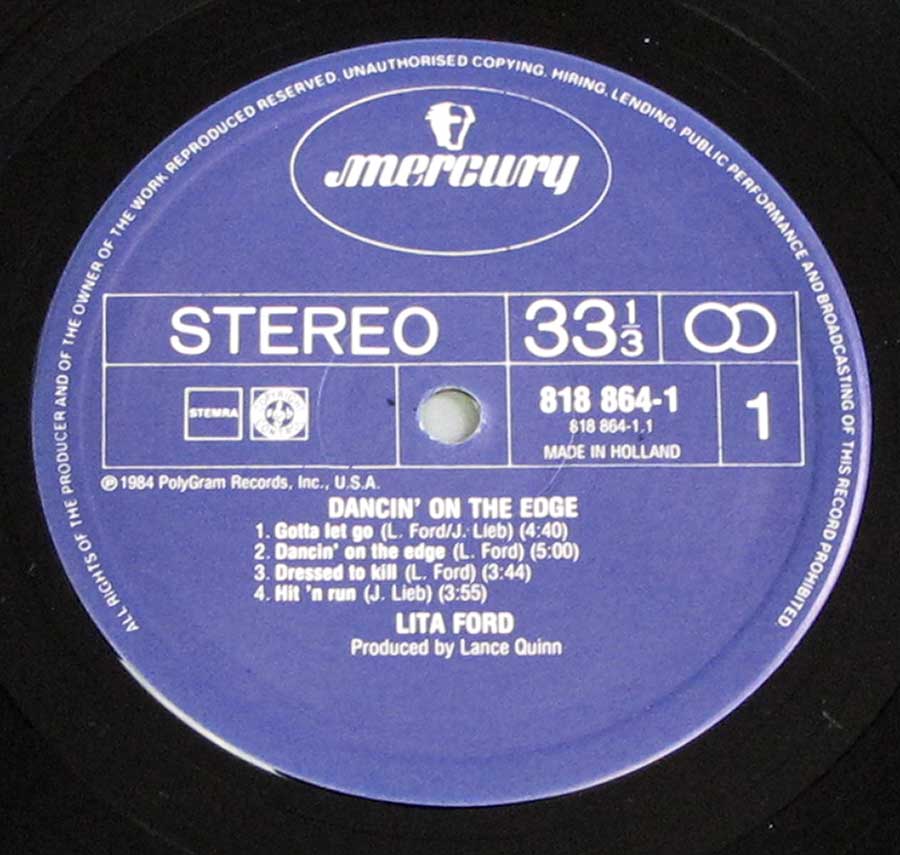 ALL RIGHTS OF THE PRODUCER AND OF THE OWNER OF THE WORK REPRODUCED RESERVED. UNAUTHORISED COPYING, HIRING, LENDING, PUBLIC PERFORMANCE AND BROADCASTING OF THIS RECORD PROHIBITED.
mercury
STEREO
33 1/3
818 864-1
818 864-1.1
MADE IN HOLLAND
1
STEMRA
COPYRIGHT
℗ 1984 PolyGram Records, Inc., U.S.A.
DANCIN' ON THE EDGE
1. Gotta let go (L. Ford/J. Lieb) (4:40)
2. Dancin' on the edge (L. Ford) (5:00)
3. Dressed to kill (L. Ford) (3:44)
4. Hit 'n run (J. Lieb) (3:55)
LITA FORD
Produced by Lance Quinn